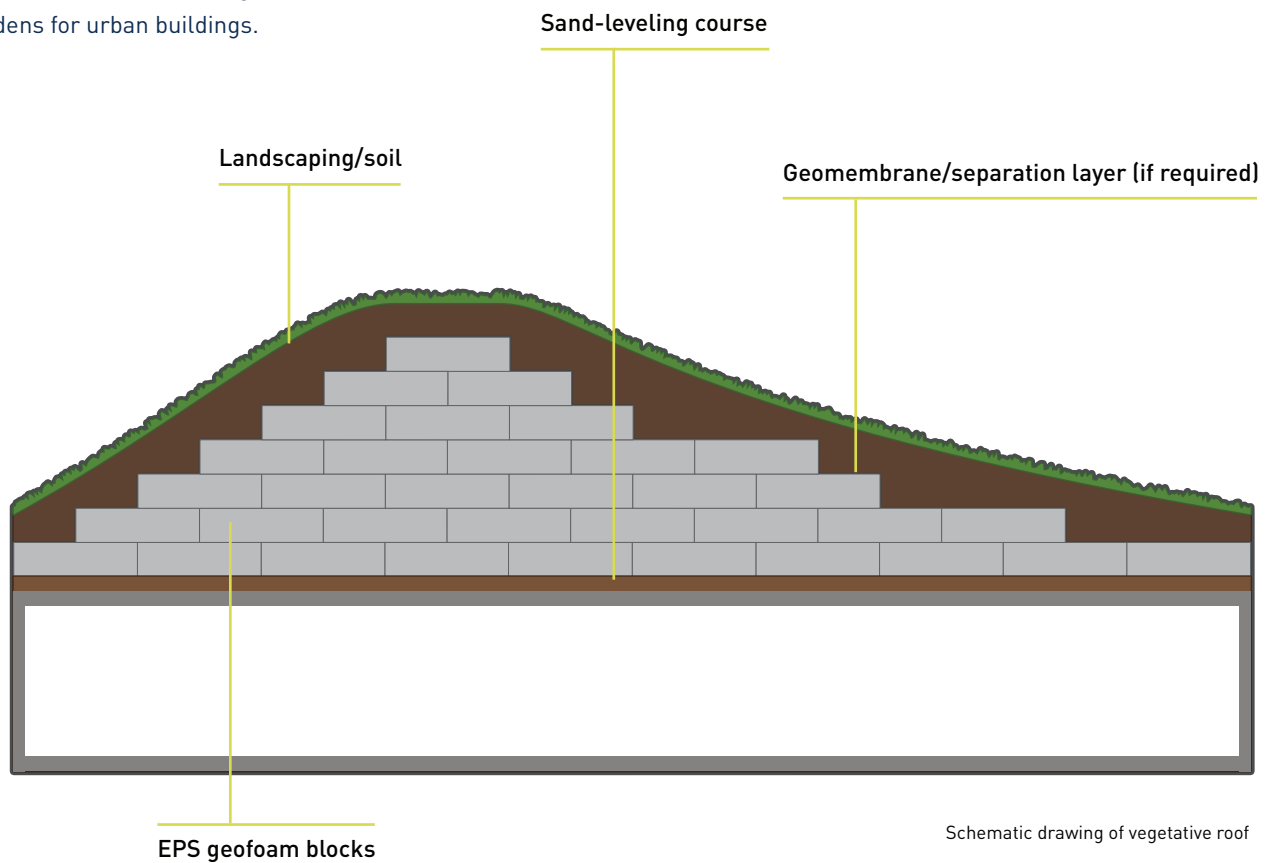 dens for urban buildings.
Sand-leveling course
Landscaping/soil
Geomembrane/separation layer (if required)
EPS geofoam blocks
Schematic drawing of vegetative roof